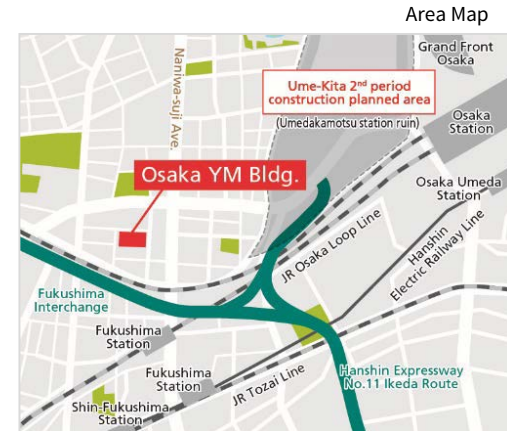 Area Map
Grand Front
Osaka
Naniwa-suji Ave.
Ume-Kita 2nd period
construction planned area
(Umedakamotsu station ruin)
Osaka
Station
Osaka YM Bldg.
Osaka Umeda
Station
JR Osaka Loop Line
Hanshin
Electric Railway Line
Fukushima
Interchange
Fukushima
Station
Fukushima
Station
JR Tozai Line
Hanshin Expressway
No.11 Ikeda Route
Shin-Fukushima
Station